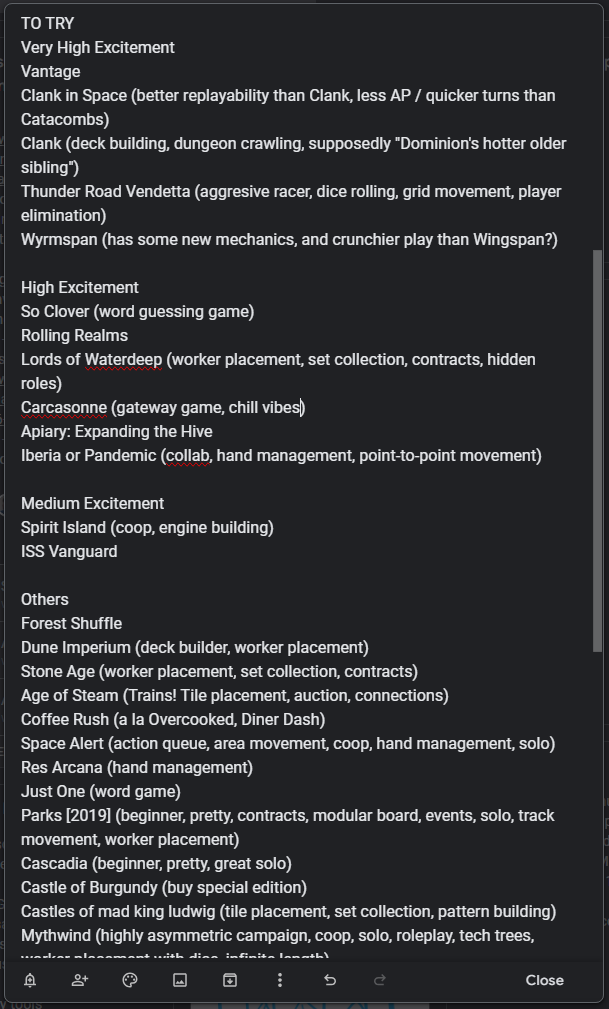 TO TRY
Very High Excitement
Vantage
Clank in Space (better replayability than Clank, less AP / quicker turns than
Catacombs)
Clank (deck building, dungeon crawling, supposedly "Dominion's hotter older
sibling")
Thunder Road Vendetta (aggresive racer, dice rolling, grid movement, player
elimination)
Wyrmspan (has some new mechanics, and crunchier play than Wingspan?)

High Excitement
So Clover (word guessing game)
Rolling Realms
Lords of Waterdeep (worker placement, set collection, contracts, hidden
roles)
Carcasonne (gateway game, chill vibes)
Apiary: Expanding the Hive
Iberia or Pandemic (collab, hand management, point-to-point movement)

Medium Excitement
Spirit Island (coop, engine building)
ISS Vanguard

Others
Forest Shuffle
Dune Imperium (deck builder, worker placement)
Stone Age (worker placement, set collection, contracts)
Age of Steam (Trains! Tile placement, auction, connections)
Coffee Rush (a la Overcooked, Diner Dash)
Space Alert (action queue, area movement, coop, hand management, solo)
Res Arcana (hand management)
Just One (word game)
Parks [2019] (beginner, pretty, contracts, modular board, events, solo, track
movement, worker placement)
Cascadia (beginner, pretty, great solo)
Castle of Burgundy (buy special edition)
Castles of mad king ludwig (tile placement, set collection, pattern building)
Mythwind (highly asymmetric campaign, coop, solo, roleplay, tech trees,
worker placement with dice, infinite length)
Close
tools